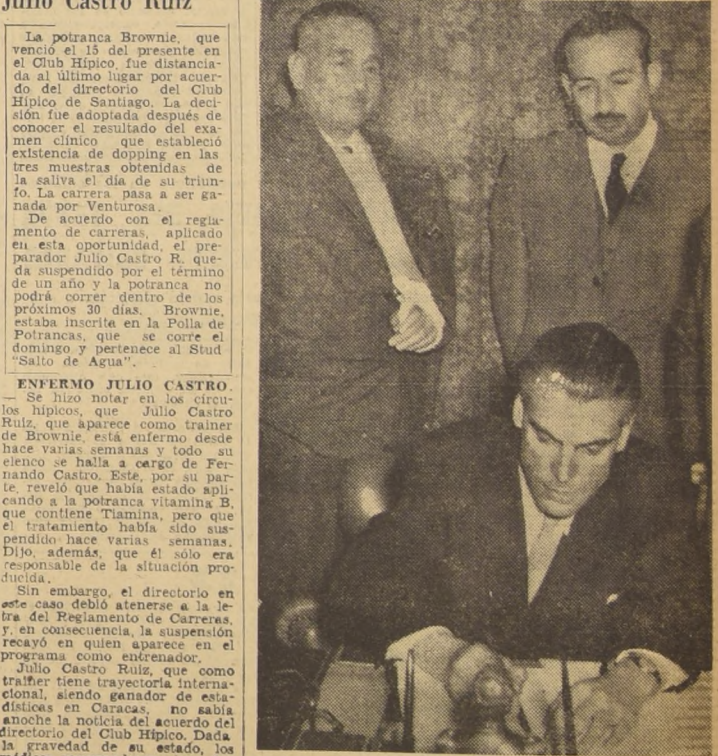 Julio Castro Ruiz
La potranca Brownie, que
venció el 15 del presente en
el Club Hípico, fue distancia-
da al último lugar por acuer-
do del directorio del Club
Hípico de Santiago. La deci-
sión fue adoptada después de
conocer el resultado del exa-
men clínico que estableció
existencia de dopping en las
tres muestras obtenidas de
la saliva el día de su triun-
fo. La carrera pasa a ser ga-
nada por Venturosa.
De acuerdo con el regla-
mento de carreras, aplicado
en esta oportunidad, el pre-
parador Julio Castro R. que-
da suspendido por el término
de un año y la potranca no
podrá correr dentro de los
próximos 30 días. Brownie,
estaba inscrita en la Polla de
Potrancas, que se corre el
domingo y pertenece al Stud
"Salto de Agua".
ENFERMO JULIO CASTRO.
— Se hizo notar en los círcu-
los hípicos, que Julio Castro
Ruiz, que aparece como trainer
de Brownie, está enfermo desde
hace varias semanas y todo su
elenco se halla a cargo de Fer-
nando Castro. Este, por su par-
te, reveló que había estado apli-
cando a la potranca vitamina B,
que contiene Tiamina, pero que
el tratamiento había sido sus-
pendido hace varias semanas.
Dijo, además, que él sólo era
responsable de la situación pro-
ducida.
Sin embargo, el directorio en
este caso debió atenerse a la le-
tra del Reglamento de Carreras,
y, en consecuencia, la suspensión
recayó en quien aparece en el
programa como entrenador.
Julio Castro Ruiz, que como
trainer tiene trayectoria interna-
cional, siendo ganador de esta-
dísticas en Caracas, no sabía
anoche la noticia del acuerdo del
directorio del Club Hípico. Dada
la gravedad de su estado, los